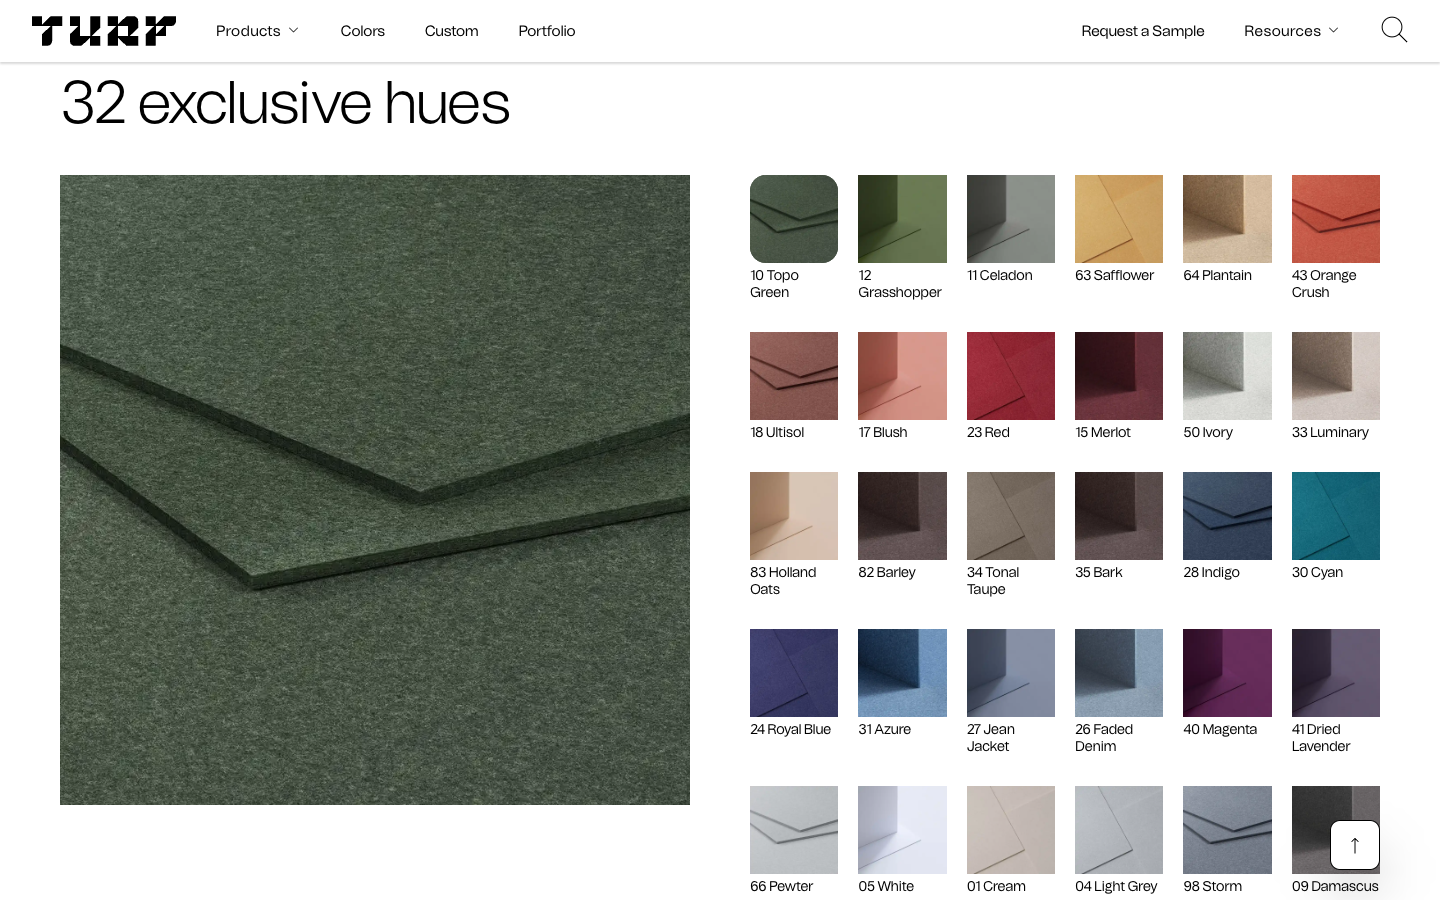 TURF
Products
Colors
Custom
Portfolio
Request a Sample
Resources
32 exclusive hues
10 Topo
Green
12
Grasshopper
11 Celadon
63 Safflower
64 Plantain
43 Orange
Crush
18 Ultisol
17 Blush
23 Red
15 Merlot
50 Ivory
33 Luminary
83 Holland
Oats
82 Barley
34 Tonal
Taupe
35 Bark
28 Indigo
30 Cyan
24 Royal Blue
31 Azure
27 Jean
Jacket
26 Faded
Denim
40 Magenta
41 Dried
Lavender
66 Pewter
05 White
01 Cream
04 Light Grey
98 Storm
09 Damascus